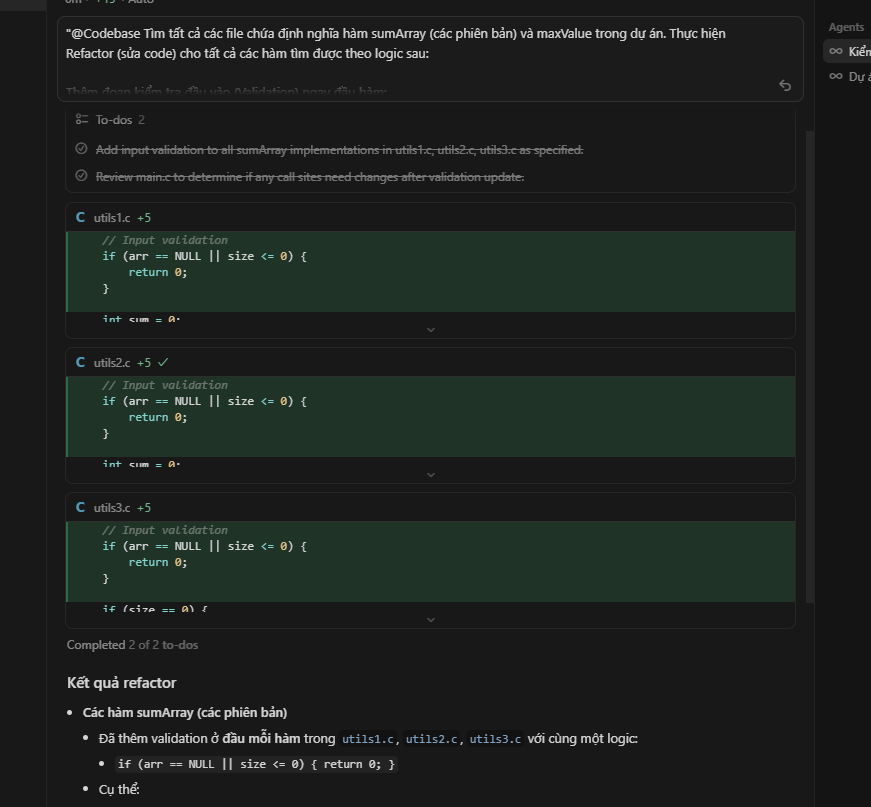 "@Codebase Tìm tất cả các file chứa định nghĩa hàm sumArray (các phiên bản) và maxValue trong dự án. Thực hiện
Refactor (sửa code) cho tất cả các hàm tìm được theo logic sau:
Thêm đoạn kiểm tra đầu vào (Validation) ngay đầu hàm:
Agents
To-dos 2
Add input validation to all sumArray implementations in utils1.c, utils2.c, utils3.c as specified.
Review main.c to determine if any call sites need changes after validation update.
C utils1.c +5
// Input validation
if (arr == NULL || size <= 0) {
return 0;
}
int sum = 0;
C utils2.c +5
// Input validation
if (arr == NULL || size <= 0) {
return 0;
}
int sum = 0;
C utils3.c +5
// Input validation
if (arr == NULL || size <= 0) {
return 0;
}
if (size == 0) {
Completed 2 of 2 to-dos
Kết quả refactor
• Các hàm sumArray (các phiên bản)
• Đã thêm validation ở đầu mỗi hàm trong utils1.c, utils2.c, utils3.c với cùng một logic:
• if (arr == NULL || size <= 0) { return 0; }
• Cụ thể: